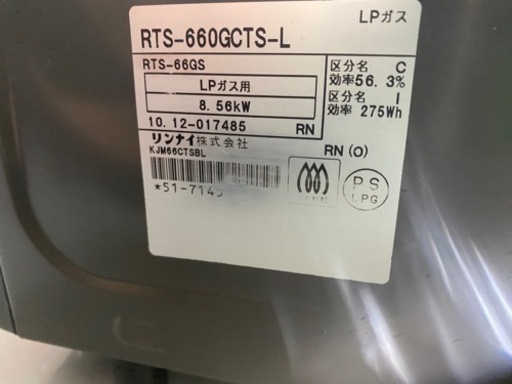 LPガス
RTS-660GCTS-L
RTS-66GS
LPガス用
8.56kW
区分名 C
効率56.3%
区分名 I
効率 275Wh
10.12-017485 RN
リンナイ株式会社
KJM66CTSBL
RN(O)
*51-7145
PS
LPG